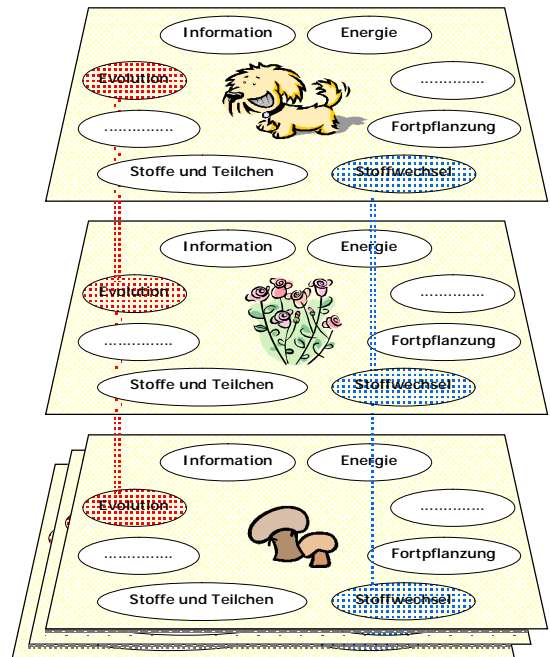 Information Energie
Evolution ..............
............... Fortpflanzung
Stoffe und Teilchen Stoffwechsel
Information Energie
Evolution ..............
............... Fortpflanzung
Stoffe und Teilchen Stoffwechsel
Information Energie
Evolution ..............
............... Fortpflanzung
Stoffe und Teilchen Stoffwechsel